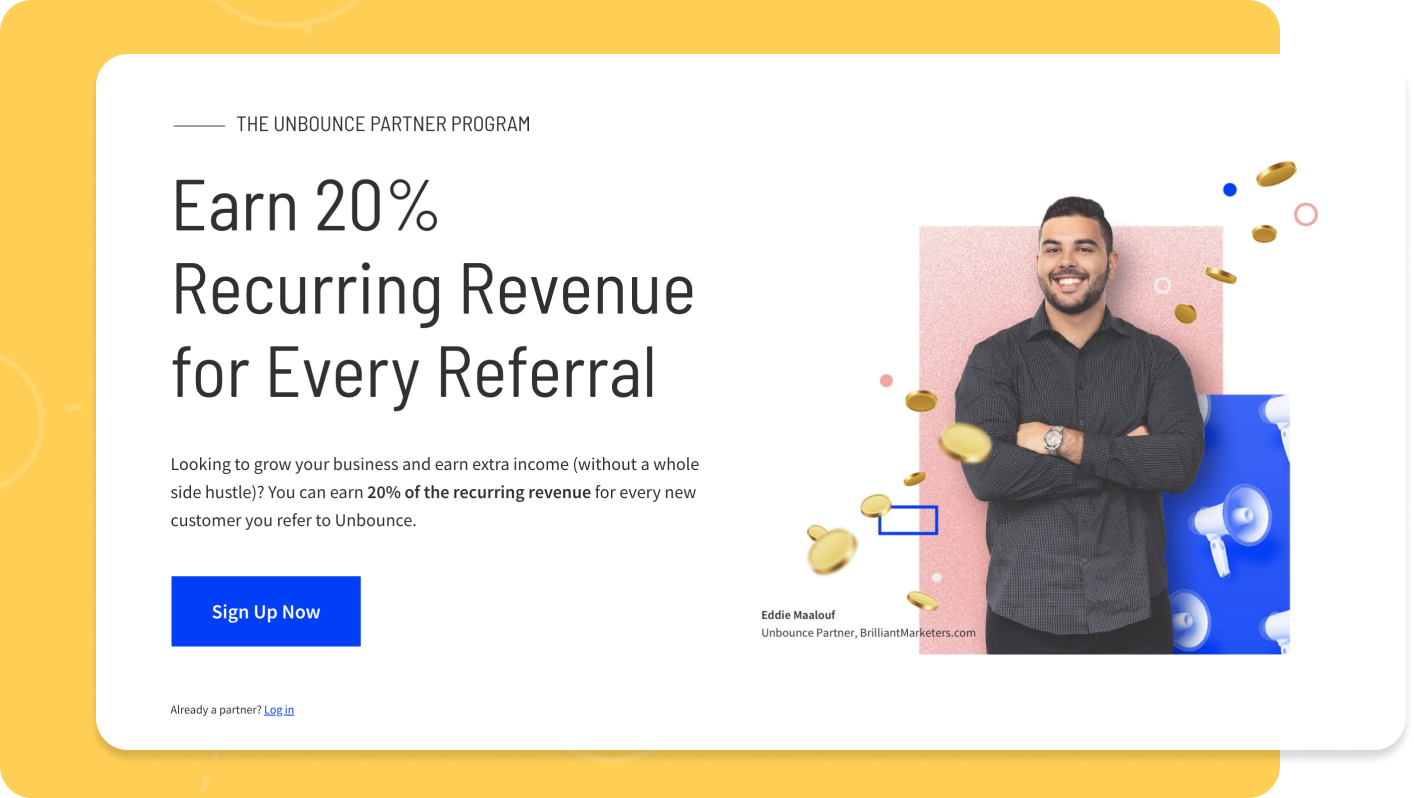 THE UNBOUNCE PARTNER PROGRAM
Earn 20%
Recurring Revenue
for Every Referral
Looking to grow your business and earn extra income (without a whole
side hustle)? You can earn 20% of the recurring revenue for every new
customer you refer to Unbounce.
Sign Up Now
Eddie Maalouf
Unbounce Partner, BrilliantMarketers.com
Already a partner? Log in